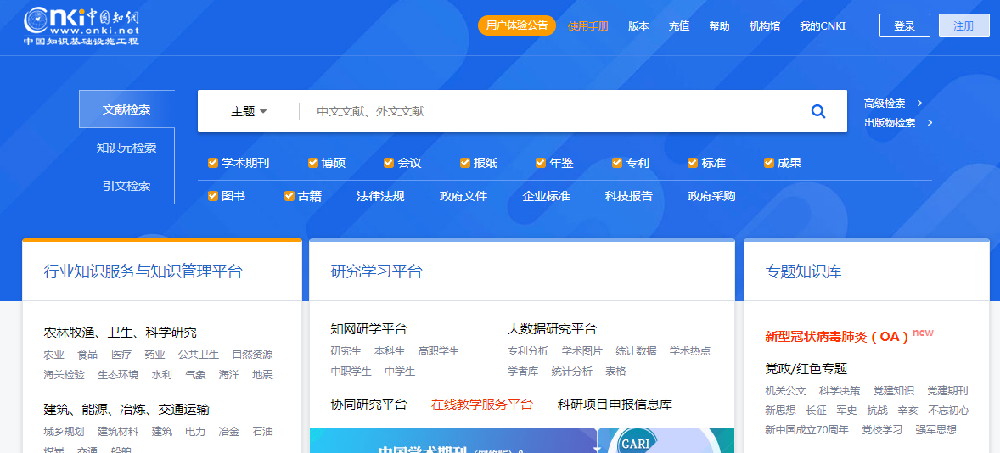 cnki中国知网
www.cnki.net
中国知识基础设施工程
用户体验公告 使用手册 版本 充值 帮助 机构馆 我的CNKI 登录 注册
文献检索
知识元检索
引文检索
主题 中文文献、外文文献
高级检索 >
出版物检索 >
学术期刊 博硕 会议 报纸 年鉴 专利 标准 成果
图书 古籍 法律法规 政府文件 企业标准 科技报告 政府采购
行业知识服务与知识管理平台
农林牧渔、卫生、科学研究
农业 食品 医疗 药业 公共卫生 自然资源
海关检验 生态环境 水利 气象 海洋 地震
建筑、能源、冶炼、交通运输
城乡规划 建筑材料 建筑 电力 冶金 石油
煤炭 交通 船舶
研究学习平台
知网研学平台
研究生 本科生 高职学生
中职学生 中学生
大数据研究平台
专利分析 学术图片 统计数据 学术热点
学者库 统计分析 表格
协同研究平台 在线教学服务平台 科研项目申报信息库
中国学术期刊
GARI
专题知识库
新型冠状病毒肺炎（OA）new
党政/红色专题
机关公文 科学决策 党建知识 党建期刊
新思想 长征 军史 抗战 辛亥 不忘初心
新中国成立70周年 党校学习 强军思想